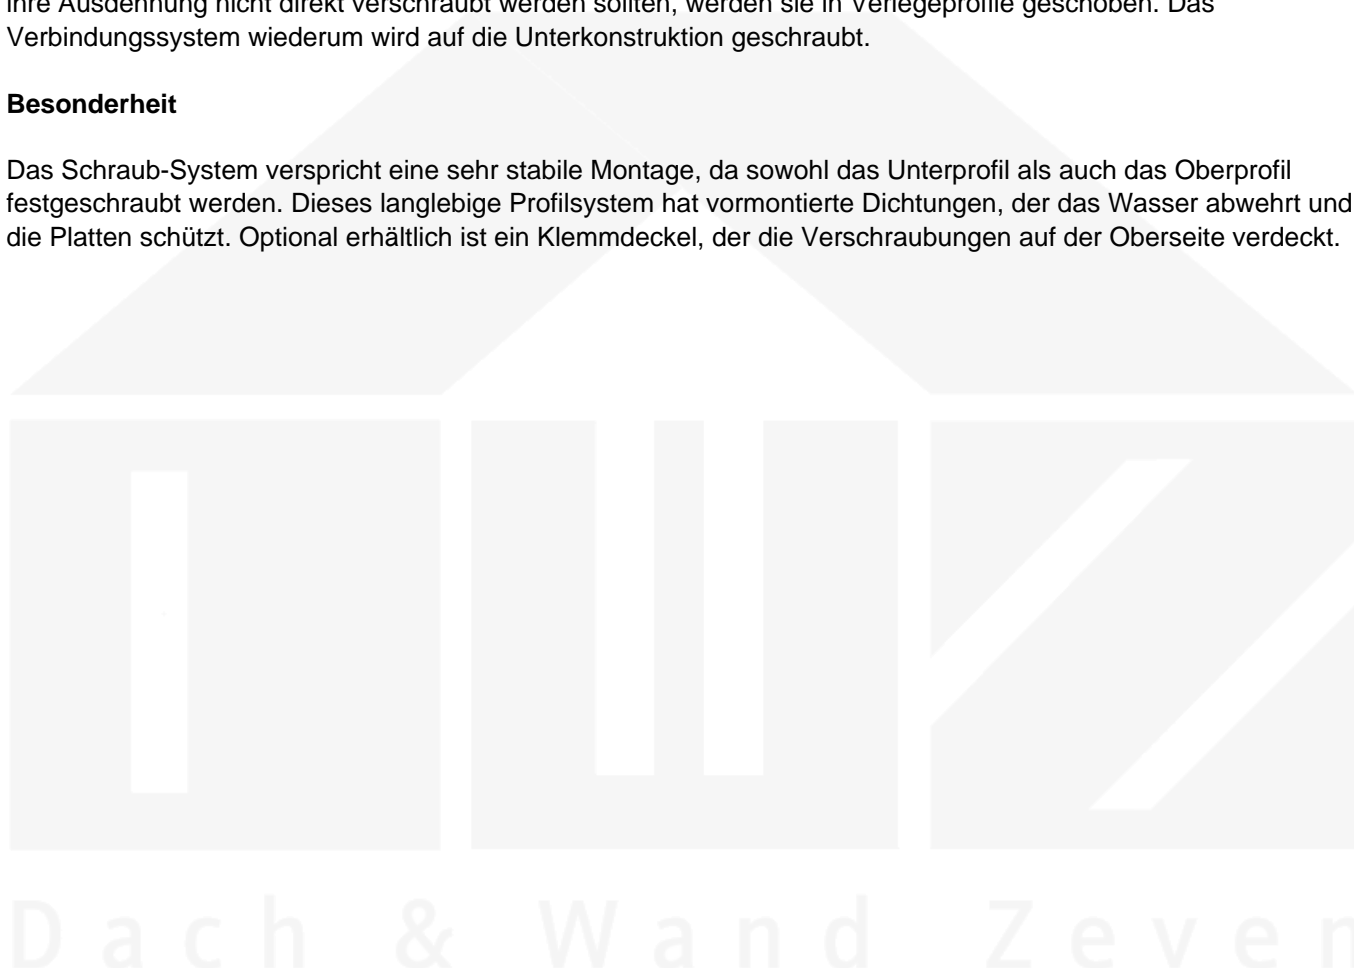 ihre Ausdehnung nicht direkt verschraubt werden sollten, werden sie in Verlegeprofile geschoben. Das
Verbindungssystem wiederum wird auf die Unterkonstruktion geschraubt.
Besonderheit
Das Schraub-System verspricht eine sehr stabile Montage, da sowohl das Unterprofil als auch das Oberprofil
festgeschraubt werden. Dieses langlebige Profilsystem hat vormontierte Dichtungen, der das Wasser abwehrt und
die Platten schützt. Optional erhältlich ist ein Klemmdeckel, der die Verschraubungen auf der Oberseite verdeckt.
Dach & Wand Zeven